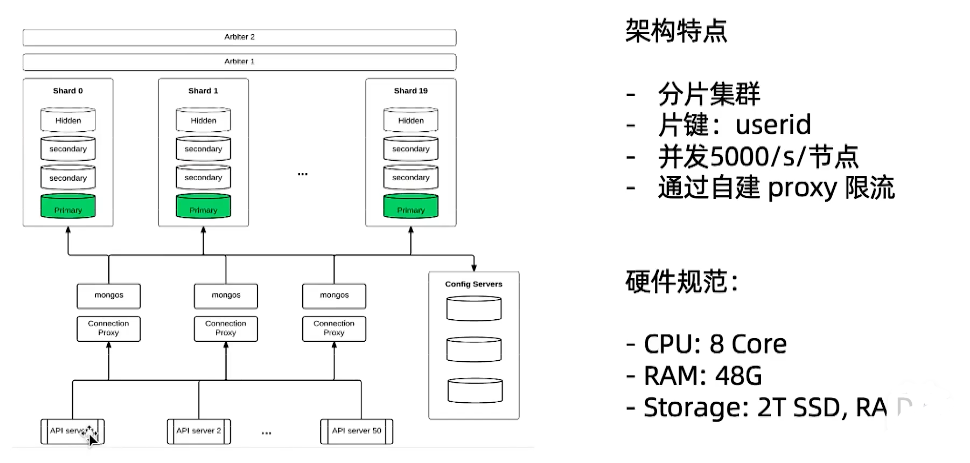 Arbiter 2
Arbiter 1
Shard 0
Hidden
secondary
secondary
Primary
Shard 1
Hidden
secondary
secondary
Primary
...
Shard 19
Hidden
secondary
secondary
Primary
mongos
mongos
mongos
Connection
Proxy
Connection
Proxy
Connection
Proxy
Config Servers
API
API server 2
...
API server 50
架构特点
- 分片集群
- 片键：userid
- 并发5000/s/节点
- 通过自建 proxy 限流
硬件规范：
- CPU: 8 Core
- RAM: 48G
- Storage: 2T SSD,